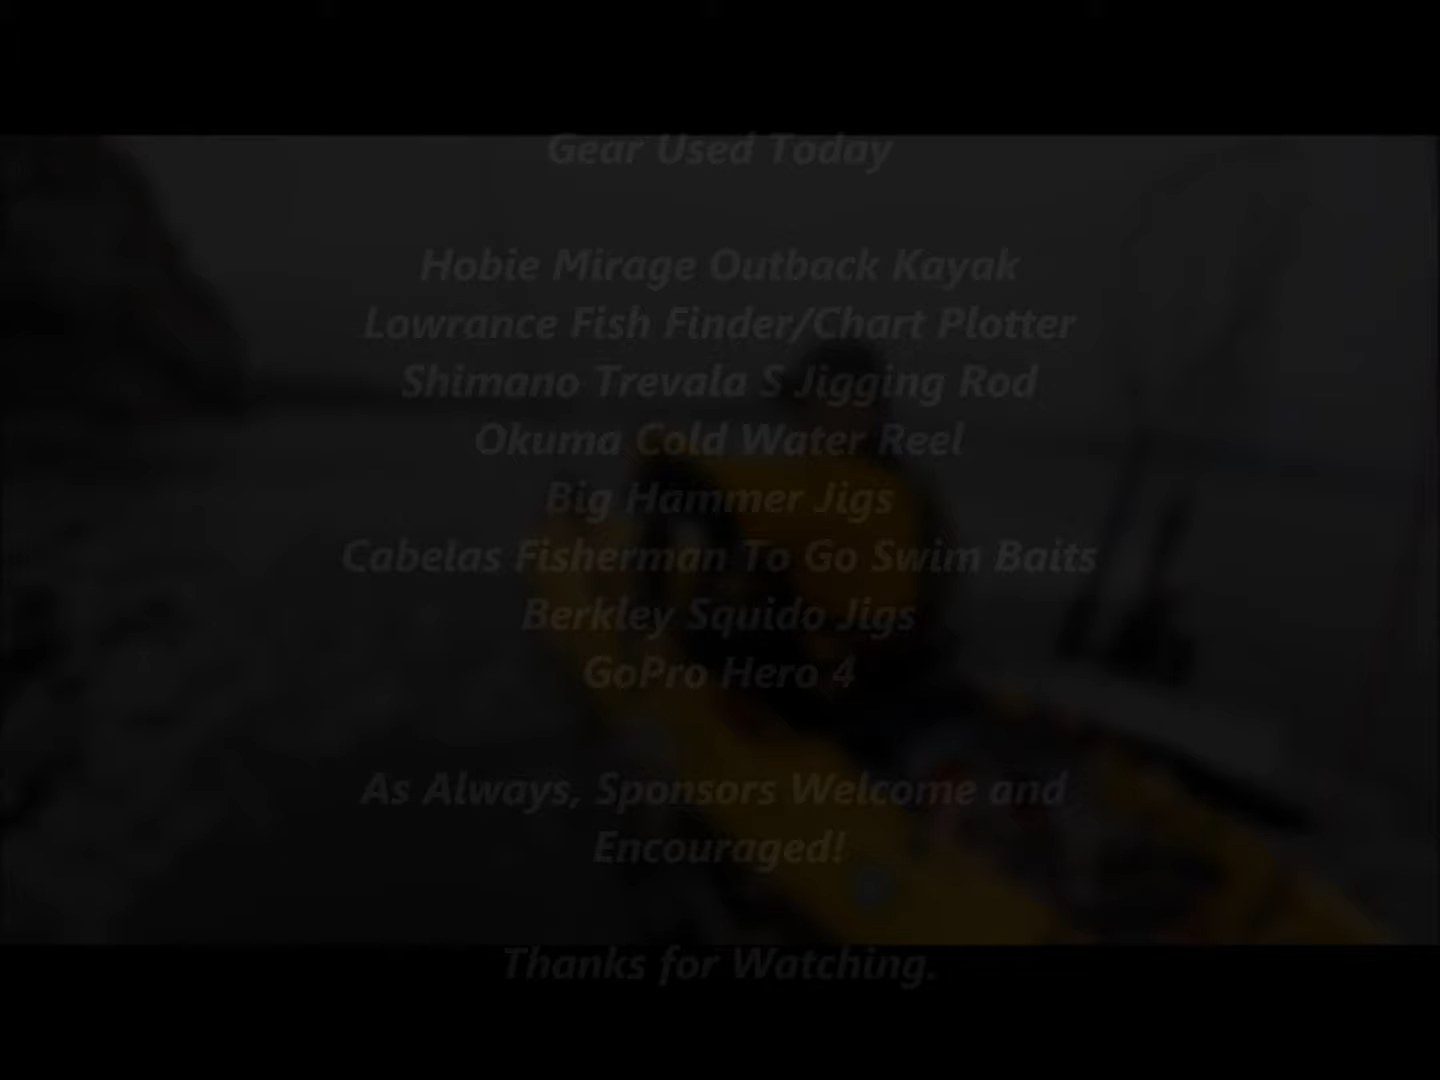 Gear Used Today
Hobie Mirage Outback Kayak
Lowrance Fish Finder/Chart Plotter
Shimano Trevala S Jigging Rod
Okuma Cold Water Reel
Big Hammer Jigs
Cabelas Fisherman To Go Swim Baits
Berkley Squido Jigs
GoPro Hero 4
As Always, Sponsors Welcome and
Encouraged!
Thanks for Watching.